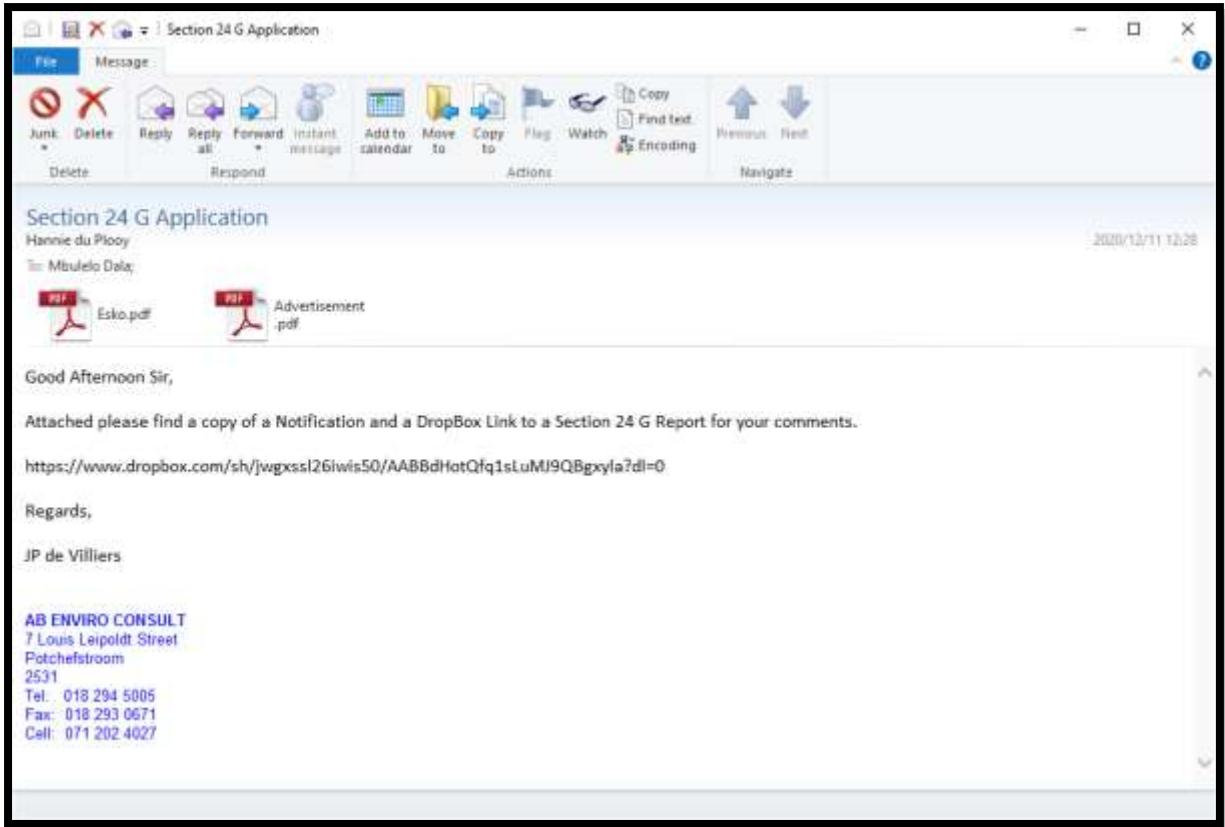 Section 24 G Application
File Message
Junk Delete Reply Reply all Forward Instant message Add to calendar Move to Copy to Flag Watch Copy Find text Encoding Previous Next
Delete Respond Actions Navigate
Section 24 G Application
Hannie du Plooy
2020/12/11 12:28
To: Mbulelo Dala;
PDF Esko.pdf
PDF Advertisement
.pdf
Good Afternoon Sir,
Attached please find a copy of a Notification and a DropBox Link to a Section 24 G Report for your comments.
https://www.dropbox.com/sh/jwgxssl26iwis50/AABBdHotQfq1sLuMJ9QBgxyla?dl=0
Regards,
JP de Villiers
AB ENVIRO CONSULT
7 Louis Leipoldt Street
Potchefstroom
2531
Tel: 018 294 5005
Fax: 018 293 0671
Cell: 071 202 4027